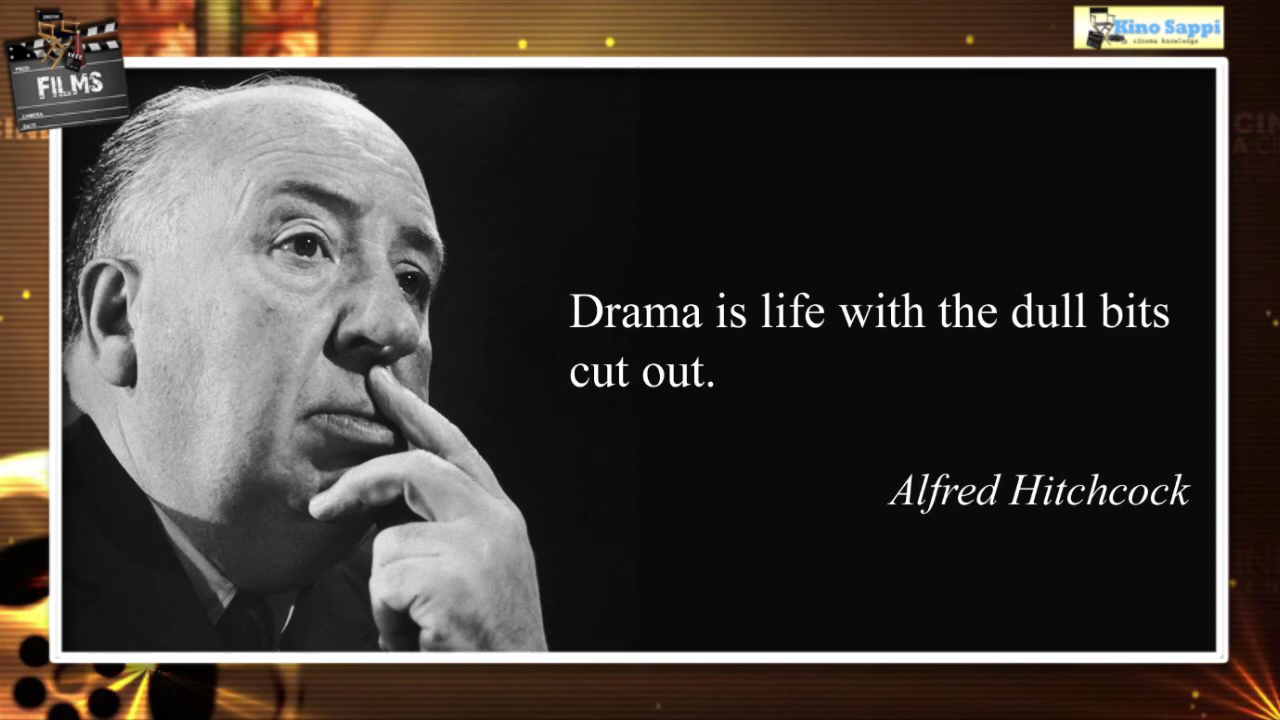 FILMS
Kino Sappi
cinema knowledge
Drama is life with the dull bits
cut out.
Alfred Hitchcock